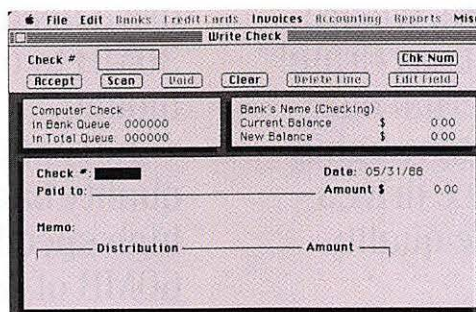 File Edit Banks Credit Cards Invoices Accounting Reports Misc
Write Check
Check # Chk Num
Accept Scan Void Clear Delete Line Edit Field
Computer Check
in Bank Queue 000000
in Total Queue 000000
Bank's Name (Checking)
Current Balance $ 0.00
New Balance $ 0.00
Check #: Date: 05/31/88
Paid to: Amount $ 0.00
Memo:
Distribution Amount